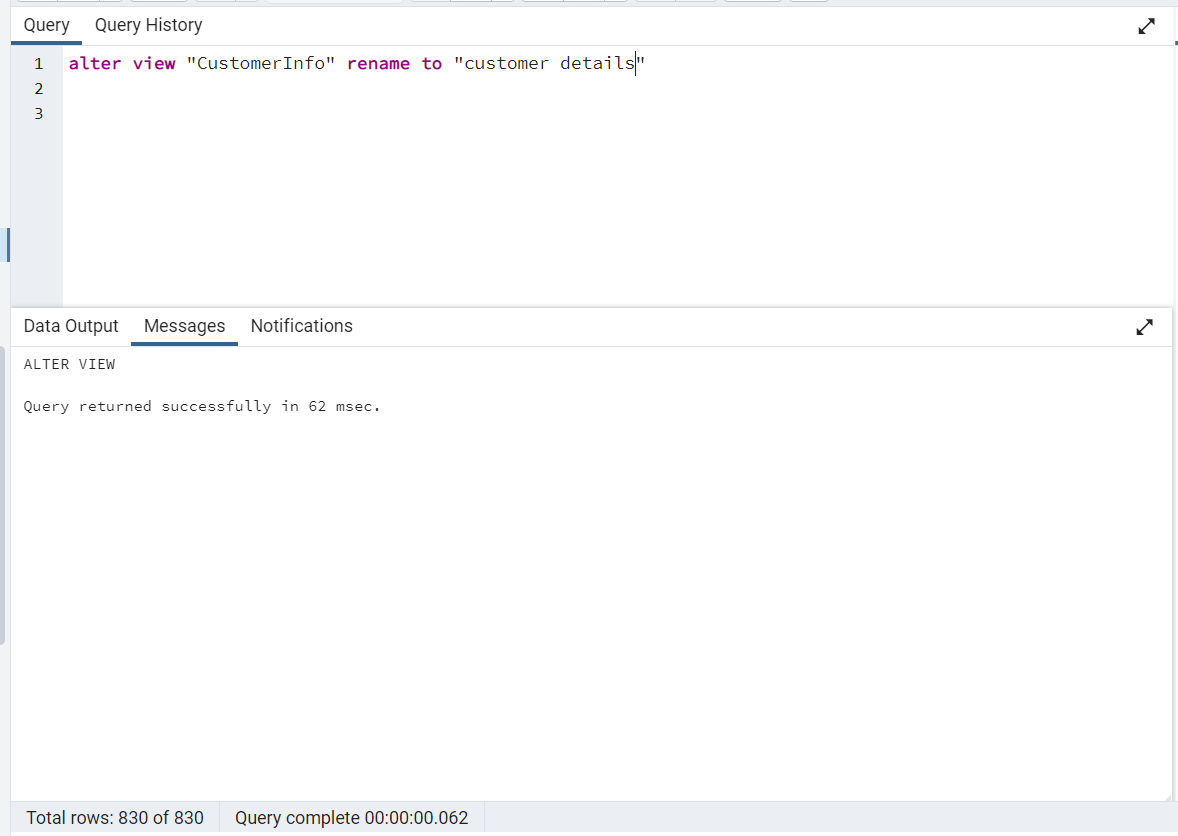 Query Query History
1 alter view "CustomerInfo" rename to "customer details"
2
3
Data Output Messages Notifications
ALTER VIEW
Query returned successfully in 62 msec.
Total rows: 830 of 830 Query complete 00:00:00.062